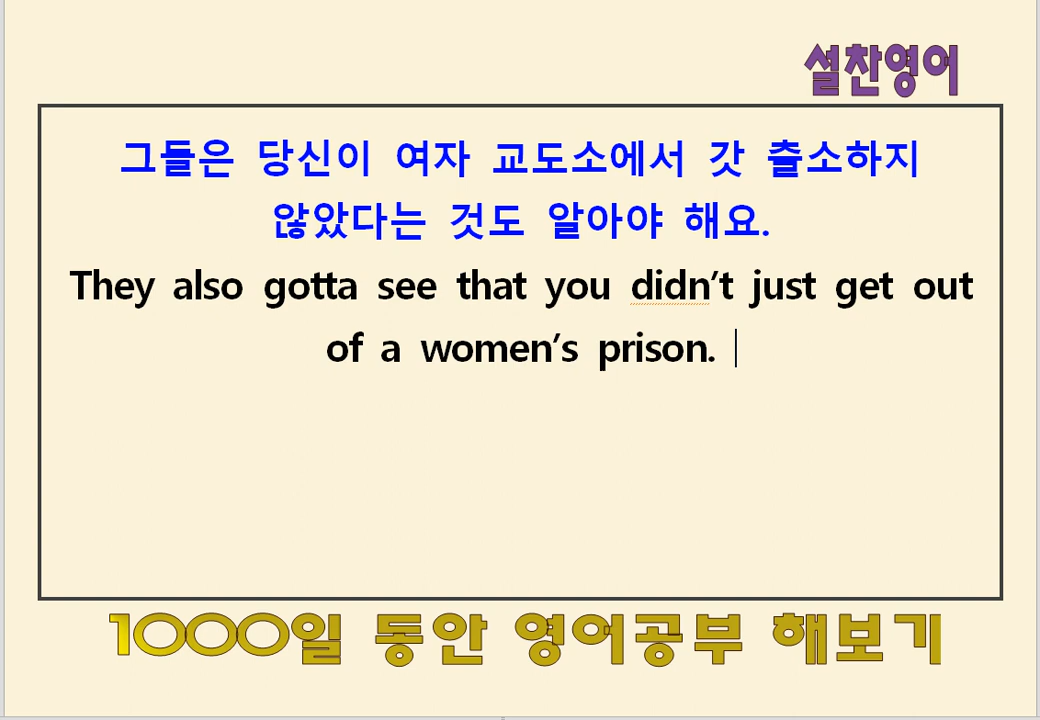 설찬영어
그들은 당신이 여자 교도소에서 갓 출소하지
않았다는 것도 알아야 해요.
They also gotta see that you didn’t just get out
of a women’s prison.
1000일 동안 영어공부 해보기